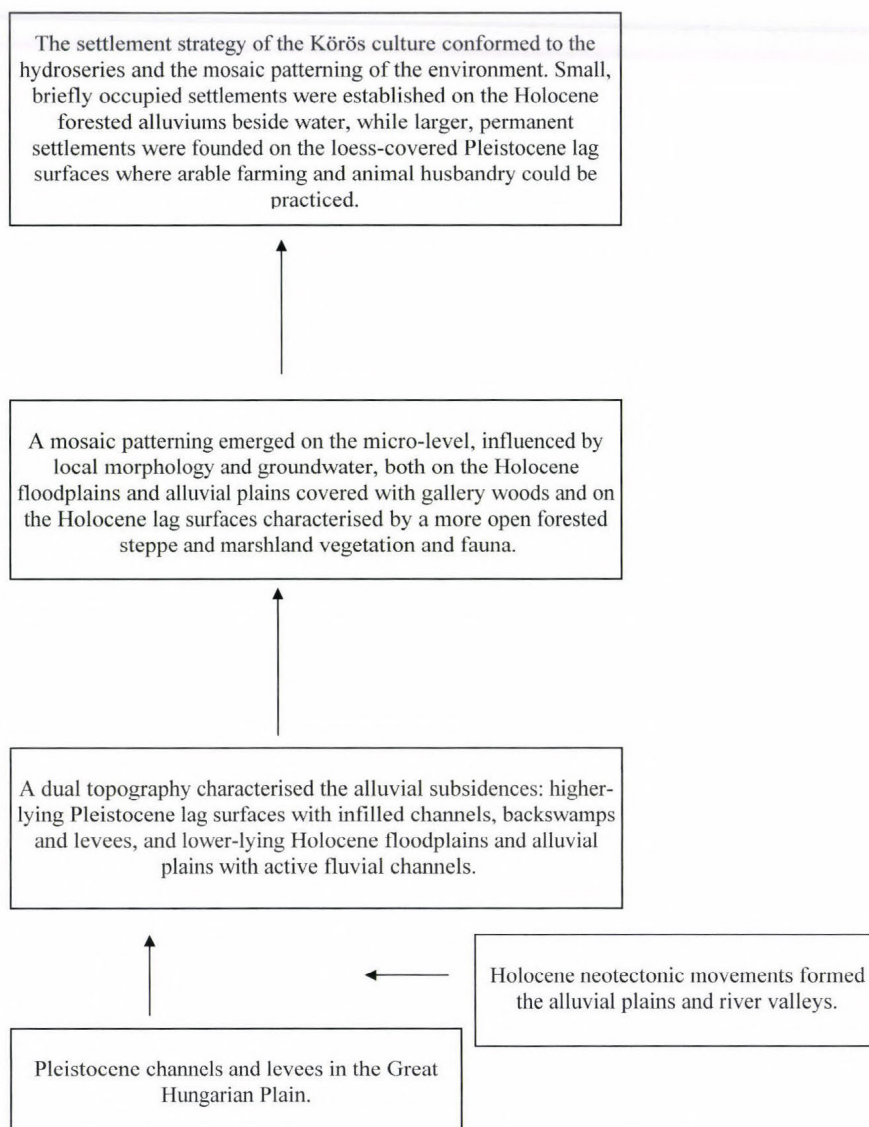 The settlement strategy of the Körös culture conformed to the
hydroseries and the mosaic patterning of the environment. Small,
briefly occupied settlements were established on the Holocene
forested alluviums beside water, while larger, permanent
settlements were founded on the loess-covered Pleistocene lag
surfaces where arable farming and animal husbandry could be
practiced.
A mosaic patterning emerged on the micro-level, influenced by
local morphology and groundwater, both on the Holocene
floodplains and alluvial plains covered with gallery woods and on
the Holocene lag surfaces characterised by a more open forested
steppe and marshland vegetation and fauna.
A dual topography characterised the alluvial subsidences: higher-
lying Pleistocene lag surfaces with infilled channels, backswamps
and levees, and lower-lying Holocene floodplains and alluvial
plains with active fluvial channels.
Holocene neotectonic movements formed
the alluvial plains and river valleys.
Pleistocene channels and levees in the Great
Hungarian Plain.